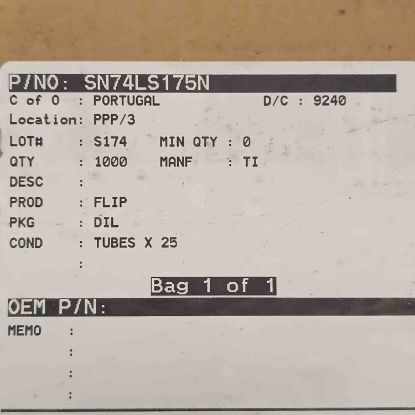 P/NO: SN74LS175N
C of O : PORTUGAL D/C : 9240
Location: PPP/3
LOT# : S174 MIN QTY : 0
QTY : 1000 MANF : TI
DESC :
PROD : FLIP
PKG : DIL
COND : TUBES X 25
:
Bag 1 of 1
OEM P/N:
MEMO :
:
:
: